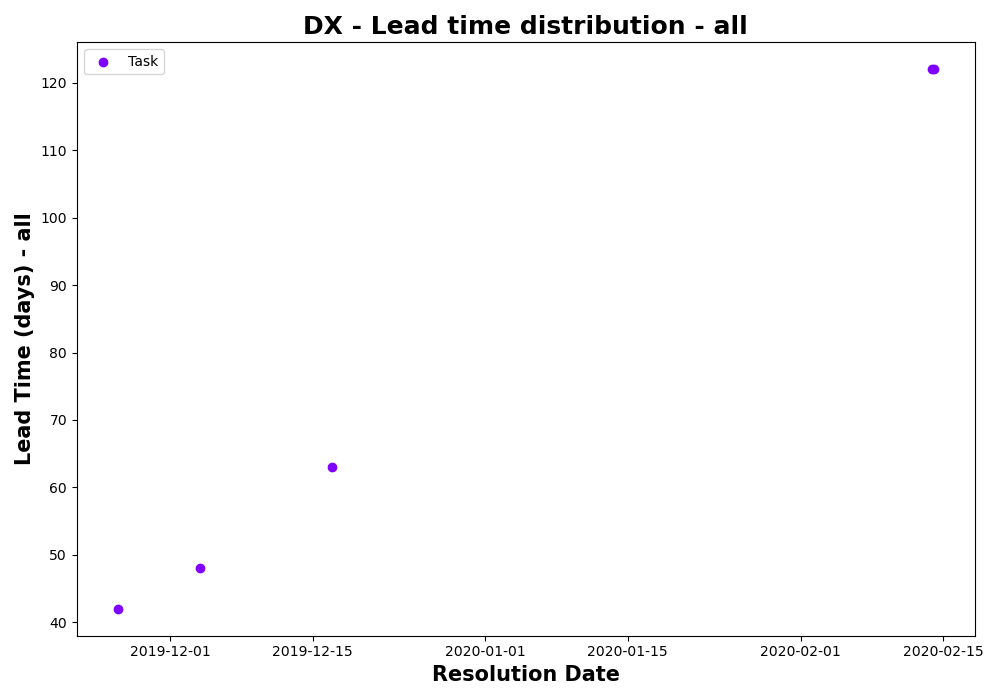 DX - Lead time distribution - all
Task
Lead Time (days) - all
120
110
100
90
80
70
60
50
40
2019-12-01 2019-12-15 2020-01-01 2020-01-15 2020-02-01 2020-02-15
Resolution Date